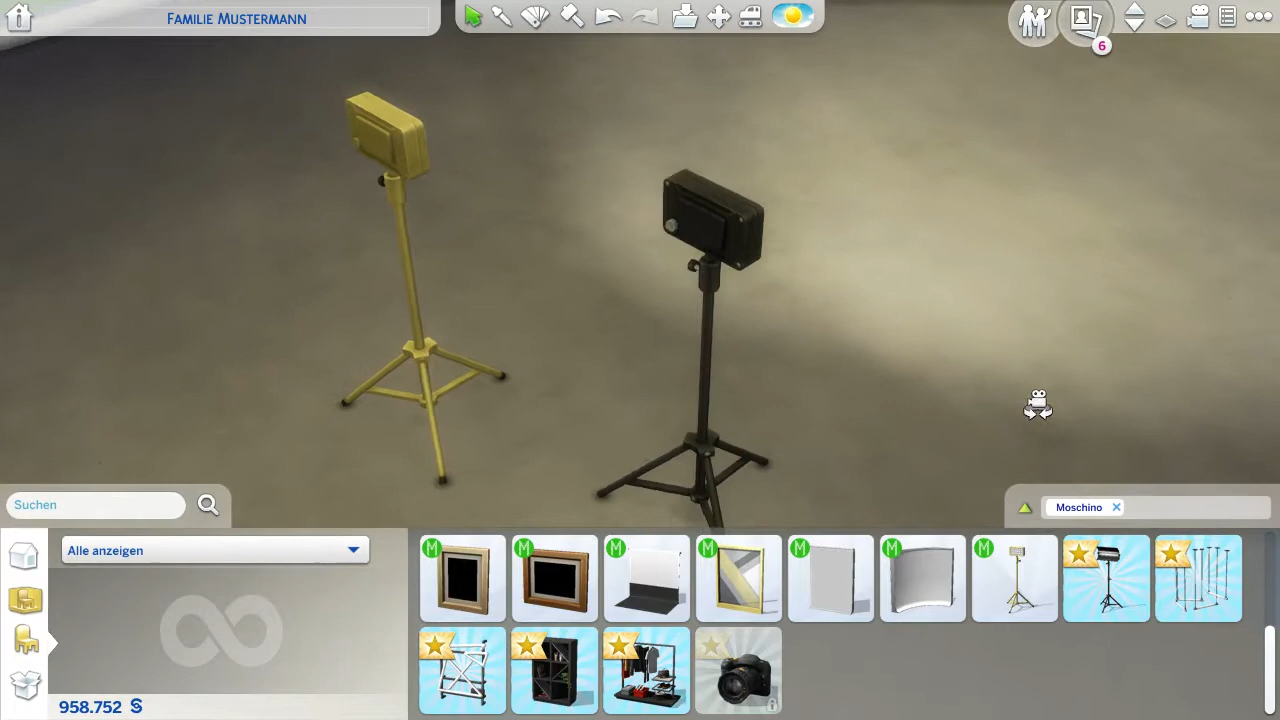 Familie Mustermann
6
Suchen
Moschino
Alle anzeigen
M M M M M M M
958.752 §